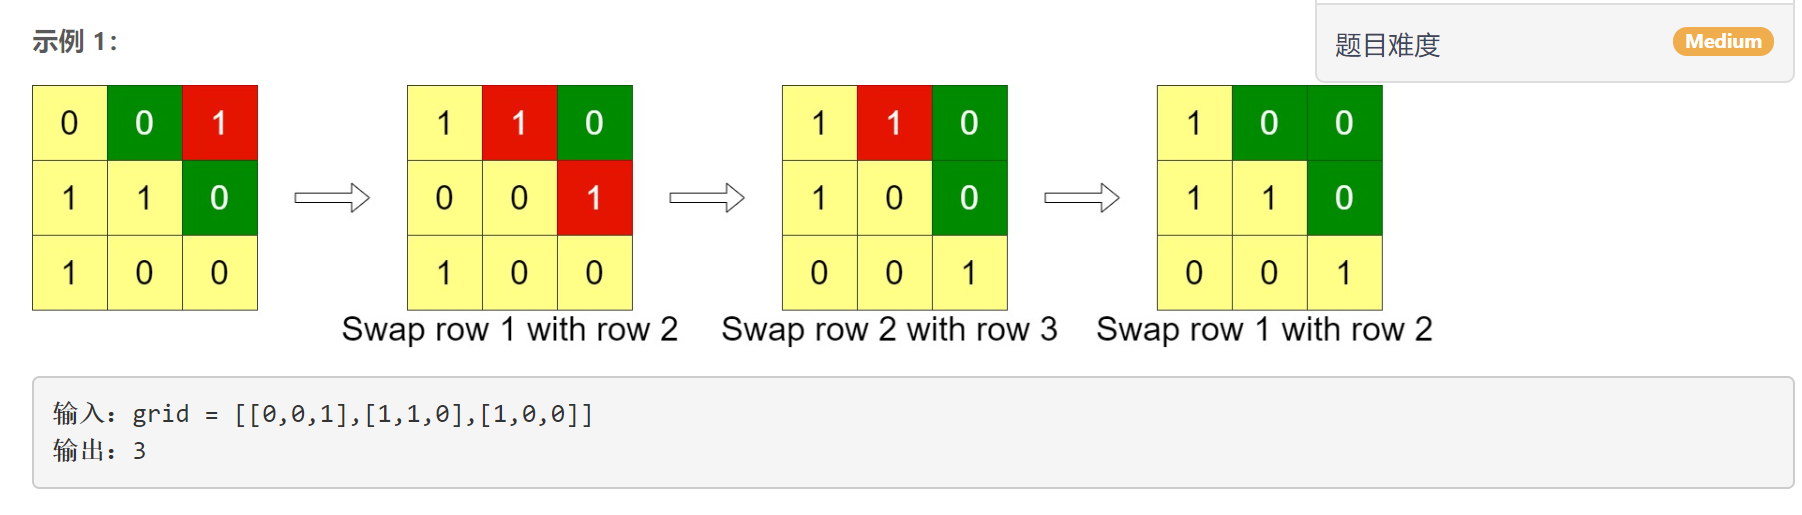 示例 1：
题目难度 Medium
0 0 1
1 1 0
1 0 0
1 1 0
0 0 1
1 0 0
Swap row 1 with row 2
1 1 0
1 0 0
0 0 1
Swap row 2 with row 3
1 0 0
1 1 0
0 0 1
Swap row 1 with row 2
输入：grid = [[0,0,1],[1,1,0],[1,0,0]]
输出：3